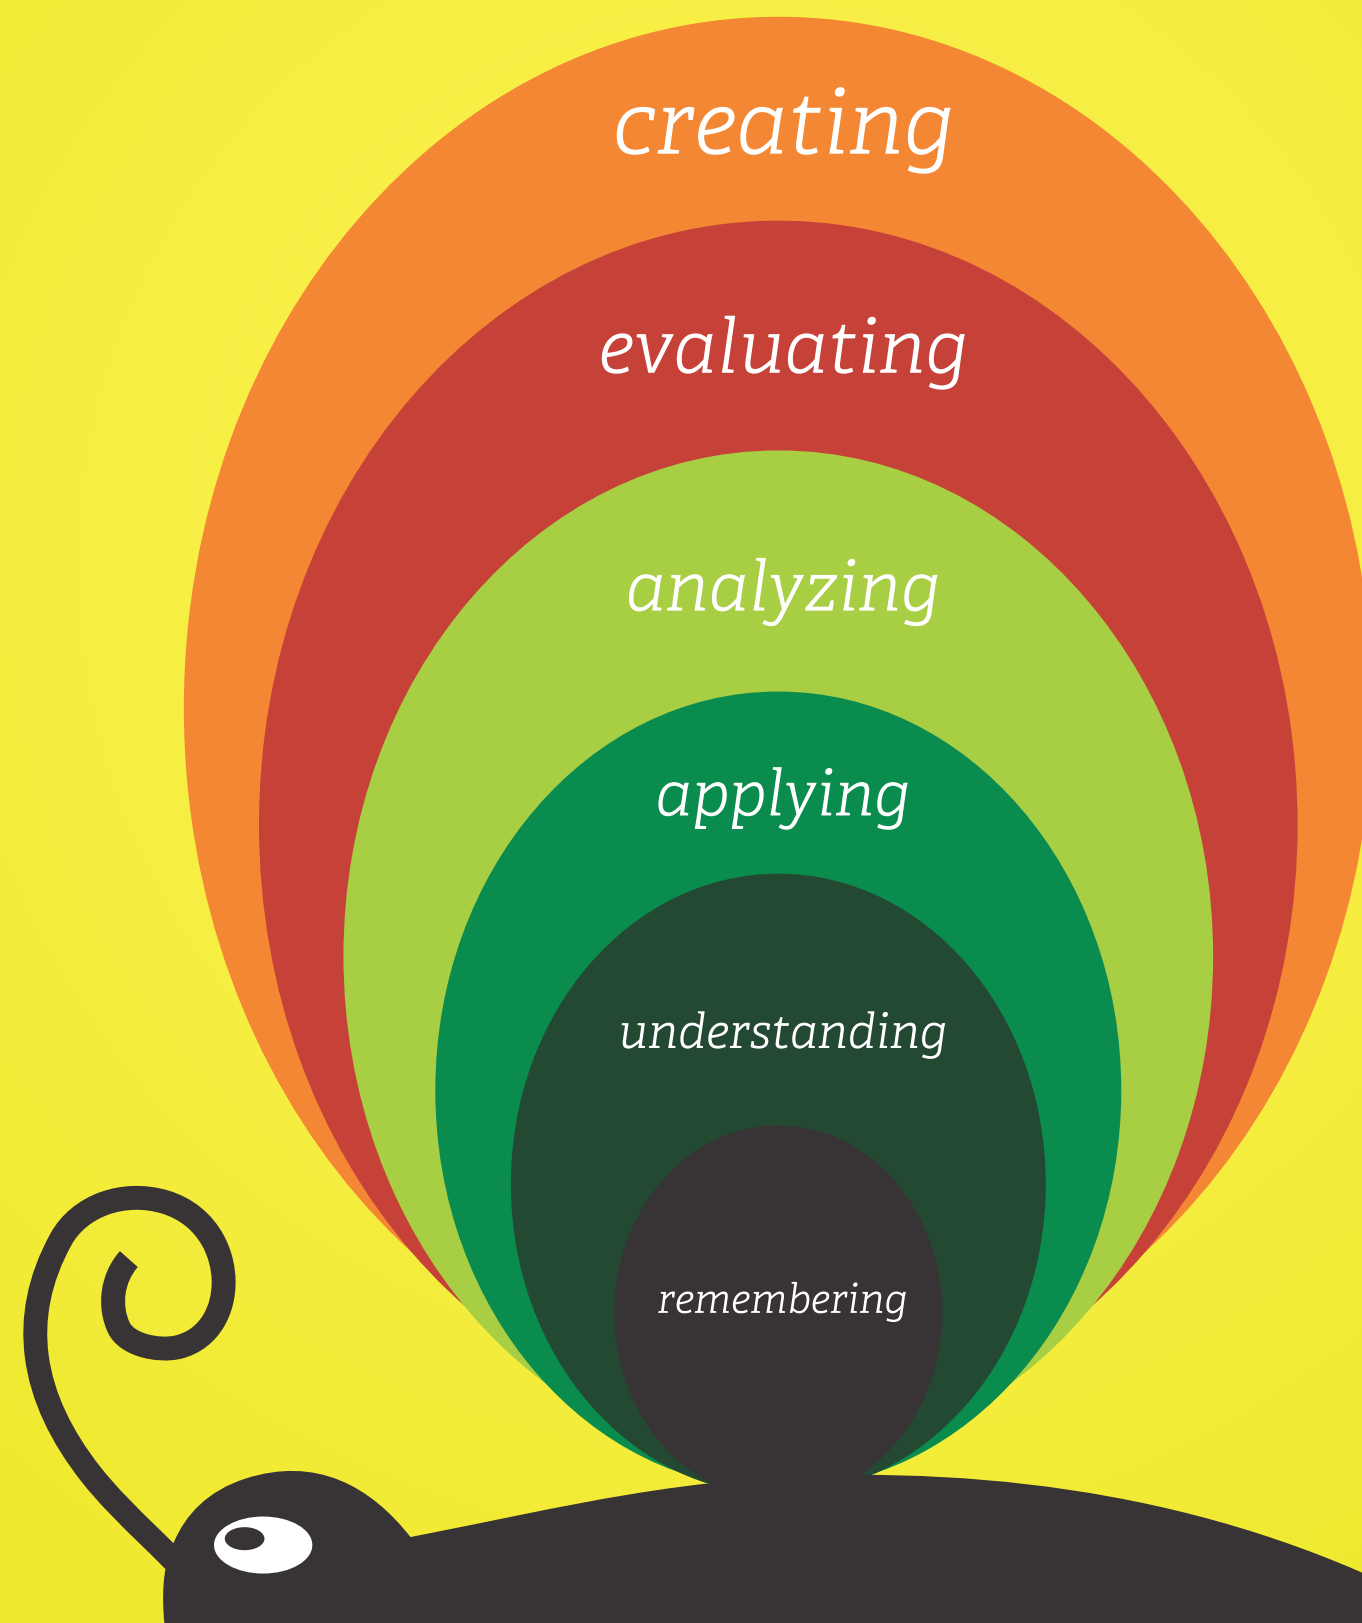 creating
evaluating
analyzing
applying
understanding
remembering